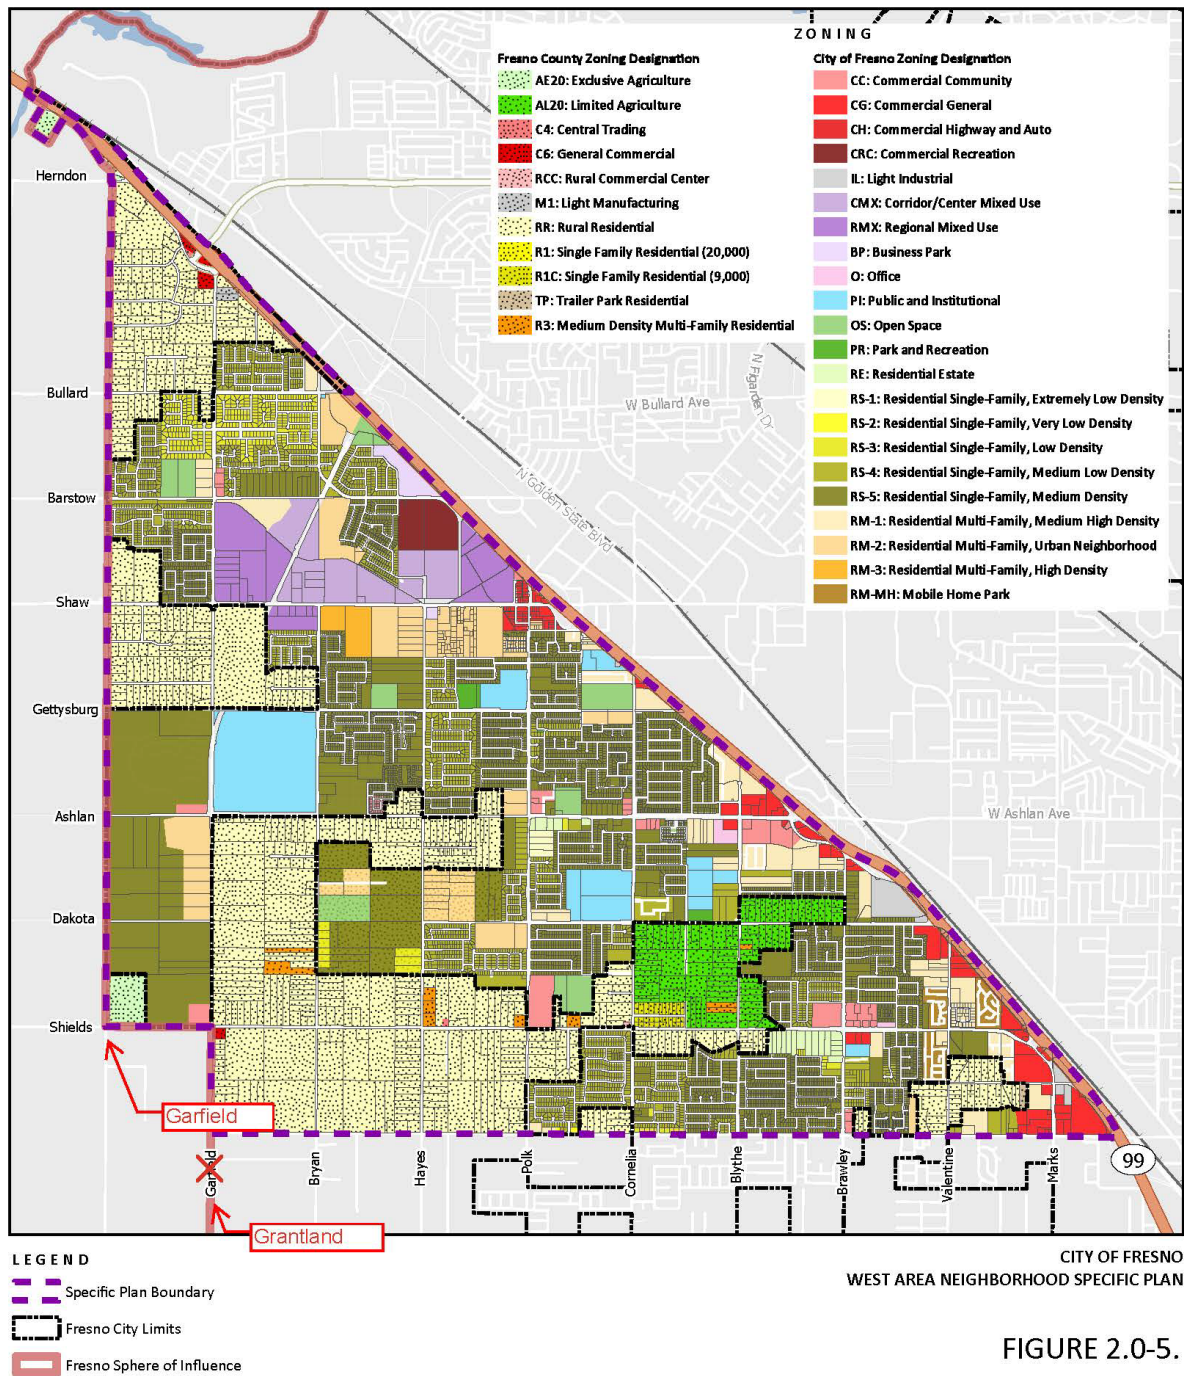 ZONING
Fresno County Zoning Designation
AE20: Exclusive Agriculture
AL20: Limited Agriculture
C4: Central Trading
C6: General Commercial
RCC: Rural Commercial Center
M1: Light Manufacturing
RR: Rural Residential
R1: Single Family Residential (20,000)
R1C: Single Family Residential (9,000)
TP: Trailer Park Residential
R3: Medium Density Multi-Family Residential
City of Fresno Zoning Designation
CC: Commercial Community
CG: Commercial General
CH: Commercial Highway and Auto
CRC: Commercial Recreation
IL: Light Industrial
CMX: Corridor/Center Mixed Use
RMX: Regional Mixed Use
BP: Business Park
O: Office
PI: Public and Institutional
OS: Open Space
PR: Park and Recreation
RE: Residential Estate
RS-1: Residential Single-Family, Extremely Low Density
RS-2: Residential Single-Family, Very Low Density
RS-3: Residential Single-Family, Low Density
RS-4: Residential Single-Family, Medium Low Density
RS-5: Residential Single-Family, Medium Density
RM-1: Residential Multi-Family, Medium High Density
RM-2: Residential Multi-Family, Urban Neighborhood
RM-3: Residential Multi-Family, High Density
RM-MH: Mobile Home Park
Herndon
Bullard
Barstow
Shaw
Gettysburg
Ashlan
Dakota
Shields
W Bullard Ave
N Figarden Dr
N Golden State Blvd
W Ashlan Ave
Garfield
Garfield
Bryan
Hayes
Polk
Cornelia
Blythe
Brawley
Valentine
Marks
99
Grantland
LEGEND
Specific Plan Boundary
Fresno City Limits
Fresno Sphere of Influence
CITY OF FRESNO
WEST AREA NEIGHBORHOOD SPECIFIC PLAN
FIGURE 2.0-5.